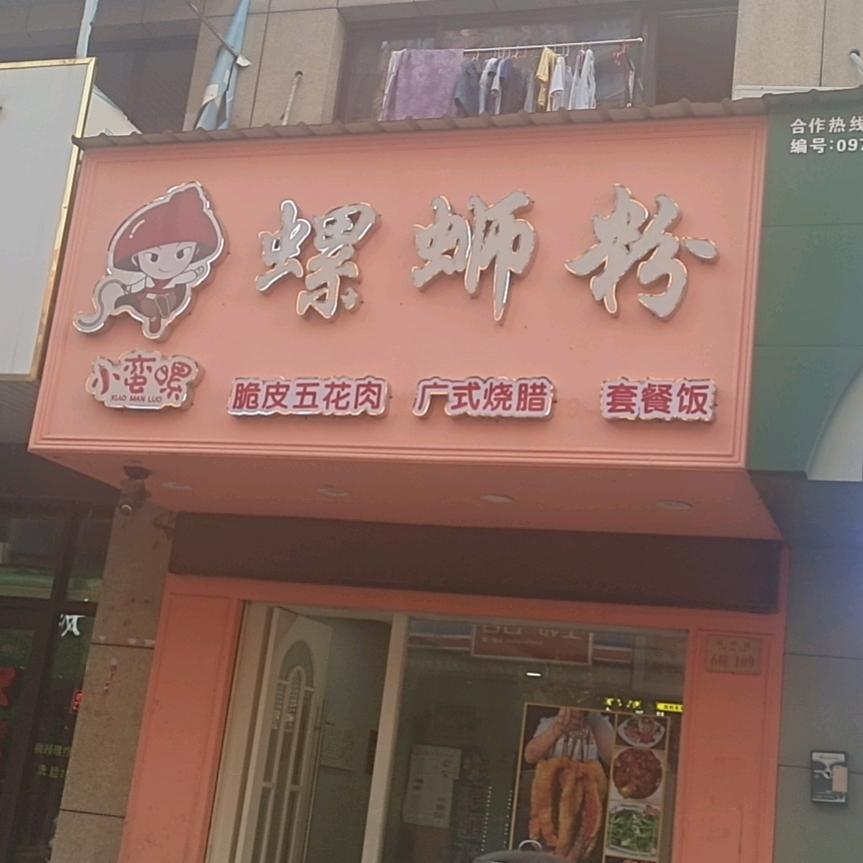 合作热线
编号:097
螺蛳粉
小蛮螺
XIAO MAN LUO
脆皮五花肉 广式烧腊 套餐饭
109